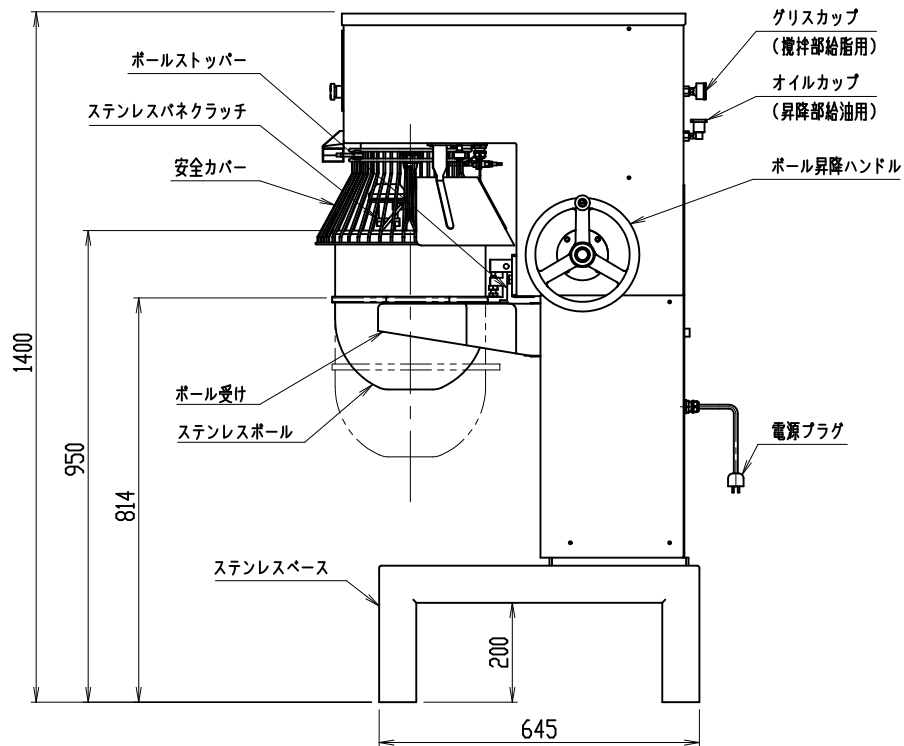 グリスカップ
(攪拌部給脂用)
ボールストッパー
オイルカップ
(昇降部給油用)
ステンレスバネクラッチ
安全カバー
ボール昇降ハンドル
1400
ボール受け
ステンレスボール
電源プラグ
950
814
ステンレスベース
200
645